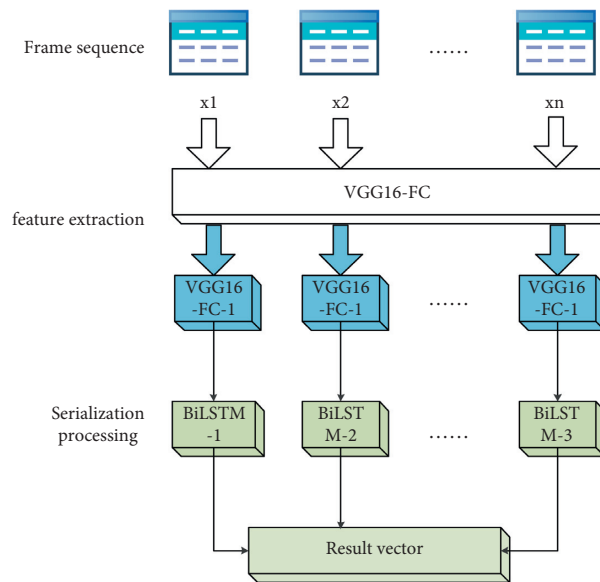 Frame sequence
......
x1
x2
xn
VGG16-FC
feature extraction
VGG16
-FC-1
VGG16
-FC-1
......
VGG16
-FC-1
Serialization
processing
BiLSTM
-1
BiLST
M-2
......
BiLST
M-3
Result vector